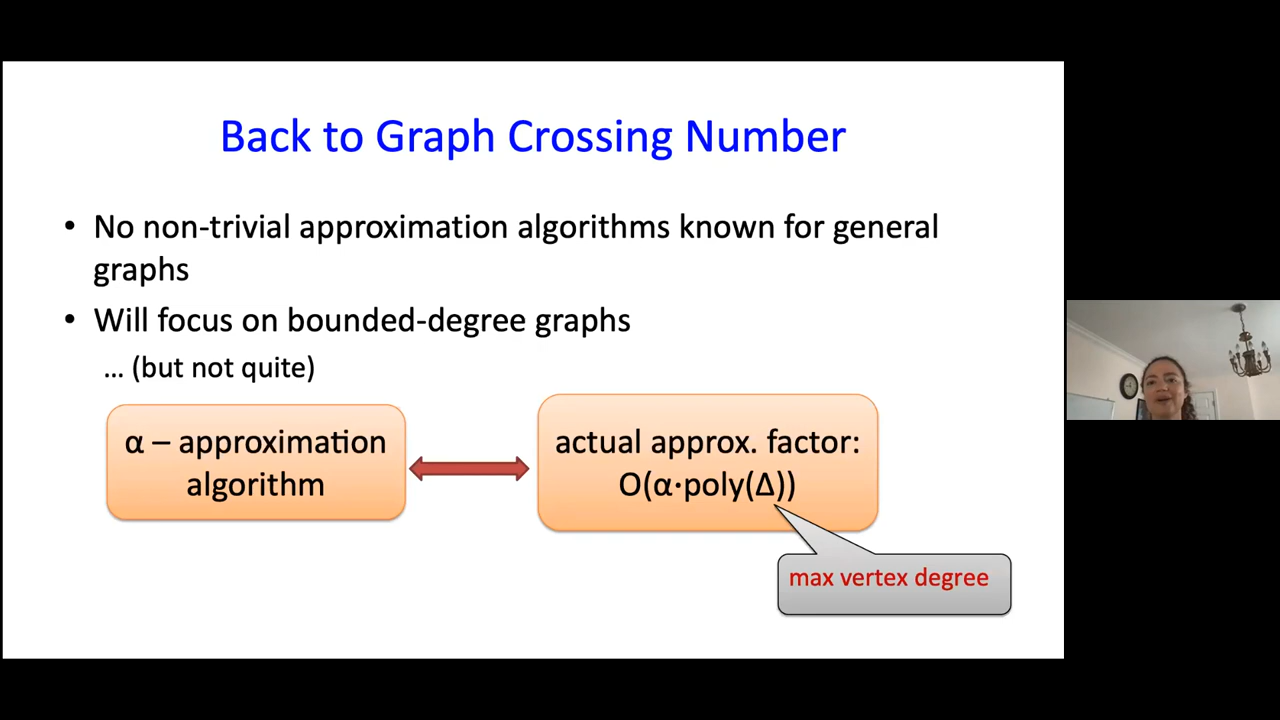 Back to Graph Crossing Number
• No non-trivial approximation algorithms known for general
graphs
• Will focus on bounded-degree graphs
... (but not quite)
α – approximation
algorithm
actual approx. factor:
O(α·poly(Δ))
max vertex degree